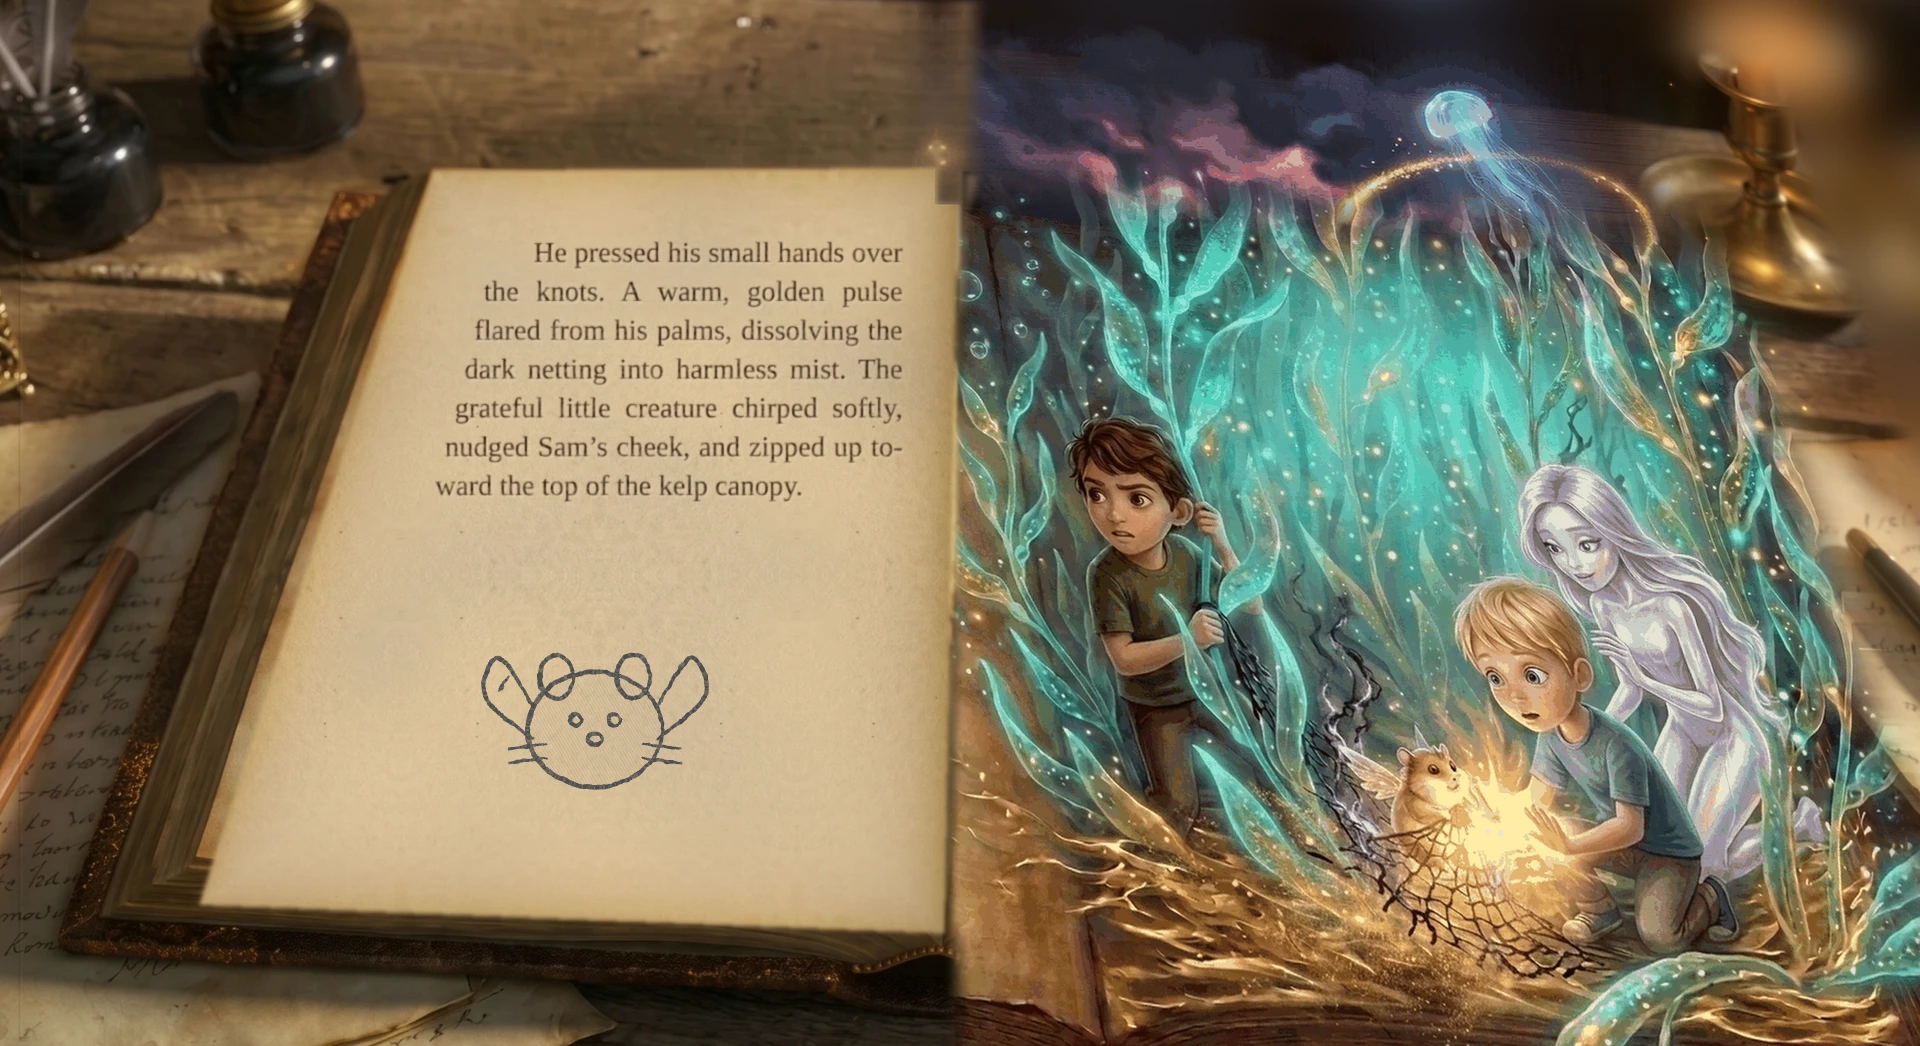 He pressed his small hands over
the knots. A warm, golden pulse
flared from his palms, dissolving the
dark netting into harmless mist. The
grateful little creature chirped softly,
nudged Sam’s cheek, and zipped up to-
ward the top of the kelp canopy.